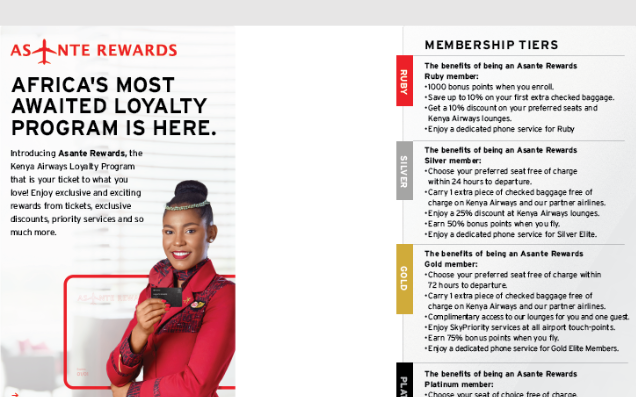 ASANTE REWARDS
AFRICA'S MOST
AWAITED LOYALTY
PROGRAM IS HERE.
Introducing Asante Rewards, the
Kenya Airways Loyalty Program
that is your ticket to what you
love! Enjoy exclusive and exciting
rewards from tickets, exclusive
discounts, priority services and so
much more.
ASANTE REWARDS
MEMBERSHIP TIERS
RUBY
The benefits of being an Asante Rewards
Ruby member:
•1000 bonus points when you enroll.
•Save up to 10% on your first extra checked baggage.
•Get a 10% discount on your preferred seats and
Kenya Airways lounges.
•Enjoy a dedicated phone service for Ruby
SILVER
The benefits of being an Asante Rewards
Silver member:
•Choose your preferred seat free of charge
within 24 hours to departure.
•Carry 1 extra piece of checked baggage free of
charge on Kenya Airways and our partner airlines.
•Enjoy a 25% discount at Kenya Airways lounges.
•Earn 50% bonus points when you fly.
•Enjoy a dedicated phone service for Silver Elite.
GOLD
The benefits of being an Asante Rewards
Gold member:
•Choose your preferred seat free of charge within
72 hours to departure.
•Carry 1 extra piece of checked baggage free of
charge on Kenya Airways and our partner airlines.
•Complimentary access to our lounges for you and one guest.
•Enjoy SkyPriority services at all airport touch-points.
•Earn 75% bonus points when you fly.
•Enjoy a dedicated phone service for Gold Elite Members.
PLA
The benefits of being an Asante Rewards
Platinum member:
•Choose your seat of choice free of charge.